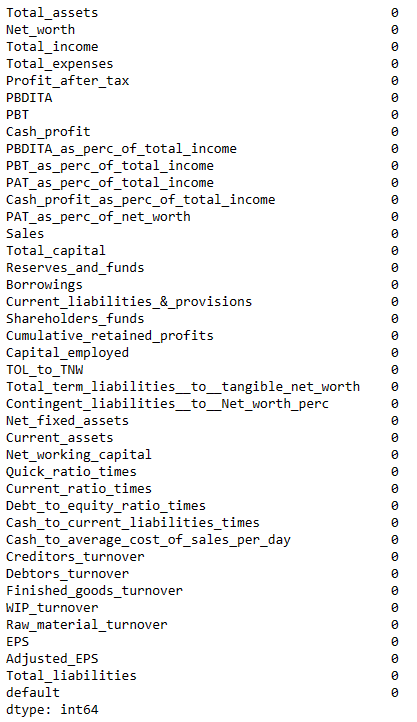 Total_assets 0
Net_worth 0
Total_income 0
Total_expenses 0
Profit_after_tax 0
PBDITA 0
PBT 0
Cash_profit 0
PBDITA_as_perc_of_total_income 0
PBT_as_perc_of_total_income 0
PAT_as_perc_of_total_income 0
Cash_profit_as_perc_of_total_income 0
PAT_as_perc_of_net_worth 0
Sales 0
Total_capital 0
Reserves_and_funds 0
Borrowings 0
Current_liabilities_&_provisions 0
Shareholders_funds 0
Cumulative_retained_profits 0
Capital_employed 0
TOL_to_TNW 0
Total_term_liabilities__to__tangible_net_worth 0
Contingent_liabilities__to__Net_worth_perc 0
Net_fixed_assets 0
Current_assets 0
Net_working_capital 0
Quick_ratio_times 0
Current_ratio_times 0
Debt_to_equity_ratio_times 0
Cash_to_current_liabilities_times 0
Cash_to_average_cost_of_sales_per_day 0
Creditors_turnover 0
Debtors_turnover 0
Finished_goods_turnover 0
WIP_turnover 0
Raw_material_turnover 0
EPS 0
Adjusted_EPS 0
Total_liabilities 0
default 0
dtype: int64